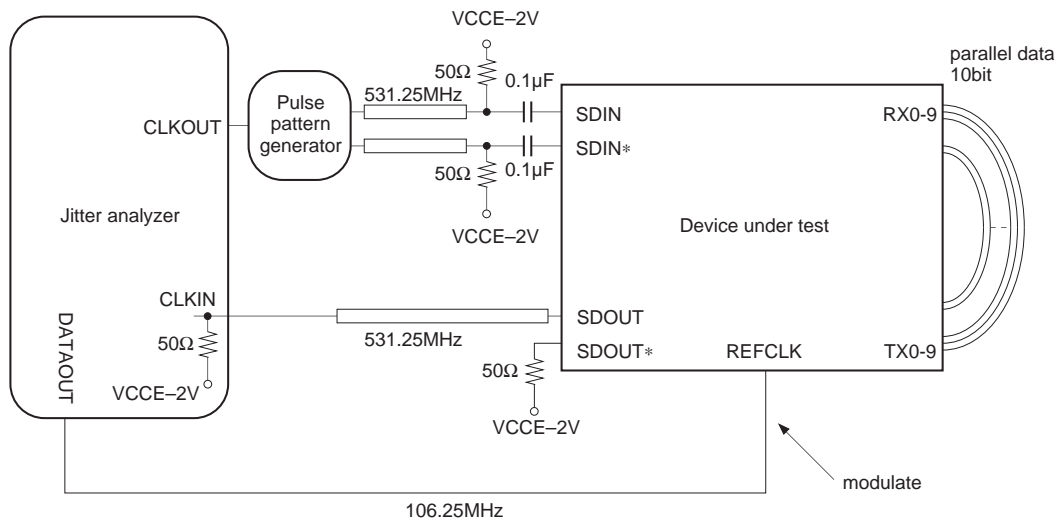 VCCE–2V
50Ω
0.1µF
531.25MHz
Pulse
pattern
generator
CLKOUT
SDIN
SDIN*
50Ω
0.1µF
VCCE–2V
parallel data
10bit
RX0-9
Jitter analyzer
Device under test
CLKIN
50Ω
VCCE–2V
DATAOUT
531.25MHz
SDOUT
SDOUT*
50Ω
VCCE–2V
REFCLK
TX0-9
modulate
106.25MHz